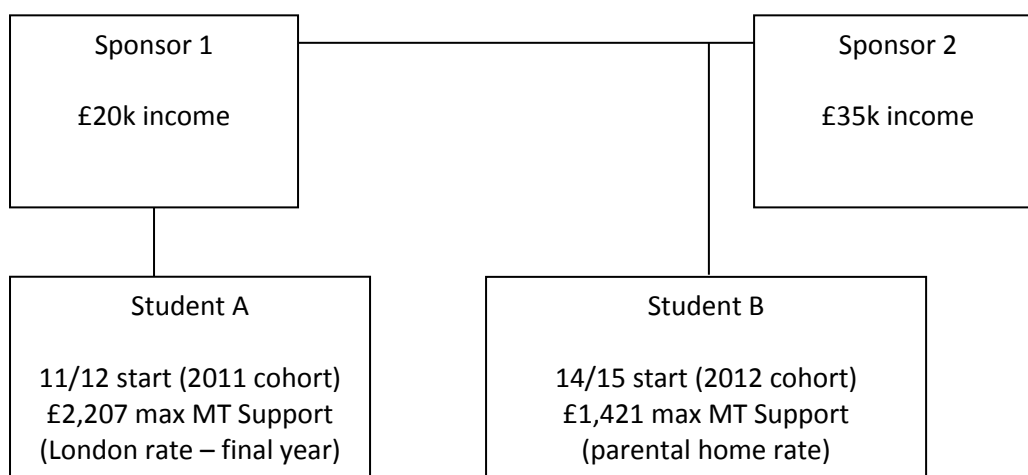 Sponsor 1
£20k income
Sponsor 2
£35k income
Student A
11/12 start (2011 cohort)
£2,207 max MT Support
(London rate – final year)
Student B
14/15 start (2012 cohort)
£1,421 max MT Support
(parental home rate)